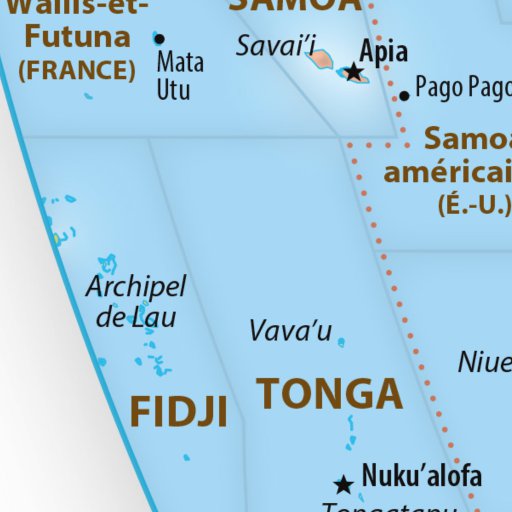 Wallis-et-
Futuna
(FRANCE)
Mata
Utu
SAMOA
Savai'i
Apia
Pago Pago
Samoa
américai
(É.-U.)
Archipel
de Lau
Vava'u
Niue
FIDJI
TONGA
Nuku'alofa
Tongatapu